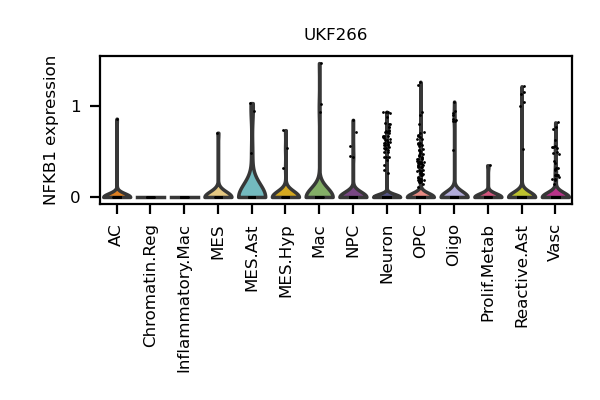 UKF266
NFKB1 expression
1
0
AC
Chromatin.Reg
Inflammatory.Mac
MES
MES.Ast
MES.Hyp
Mac
NPC
Neuron
OPC
Oligo
Prolif.Metab
Reactive.Ast
Vasc